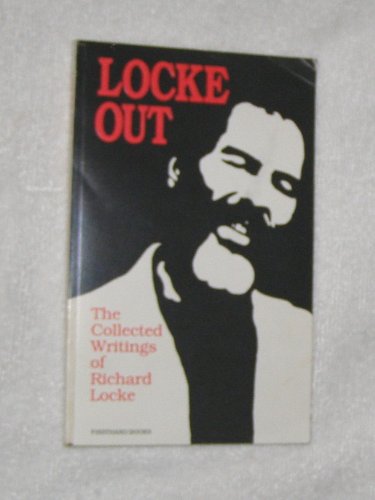 LOCKE
OUT
The
Collected
Writings
of
Richard
Locke
FIRSTHAND BOOKS